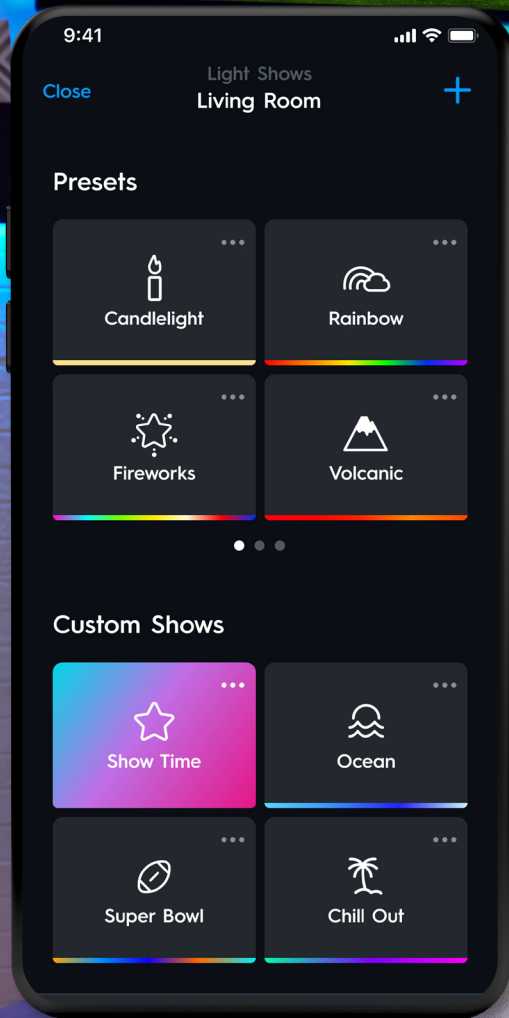 9:41
Light Shows
Close
Living Room
Presets
Candlelight
Rainbow
Fireworks
Volcanic
Custom Shows
Show Time
Ocean
Super Bowl
Chill Out